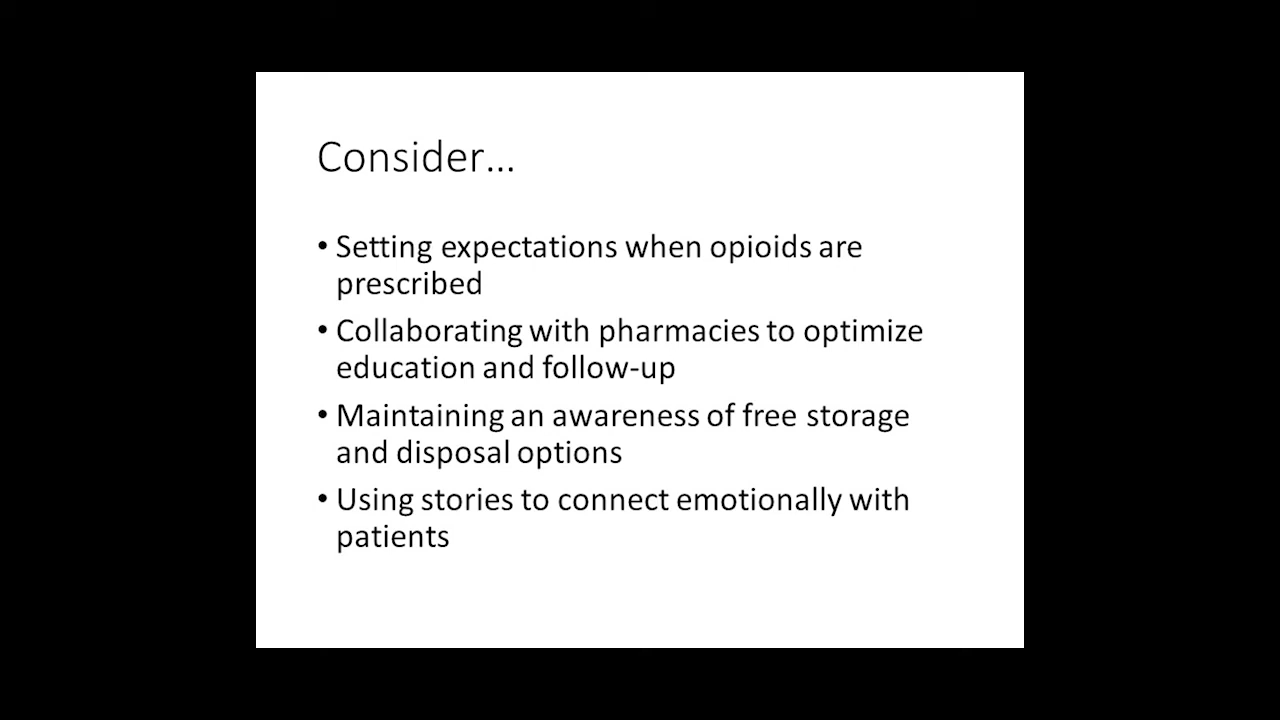 Consider…
• Setting expectations when opioids are
prescribed
• Collaborating with pharmacies to optimize
education and follow-up
• Maintaining an awareness of free storage
and disposal options
• Using stories to connect emotionally with
patients